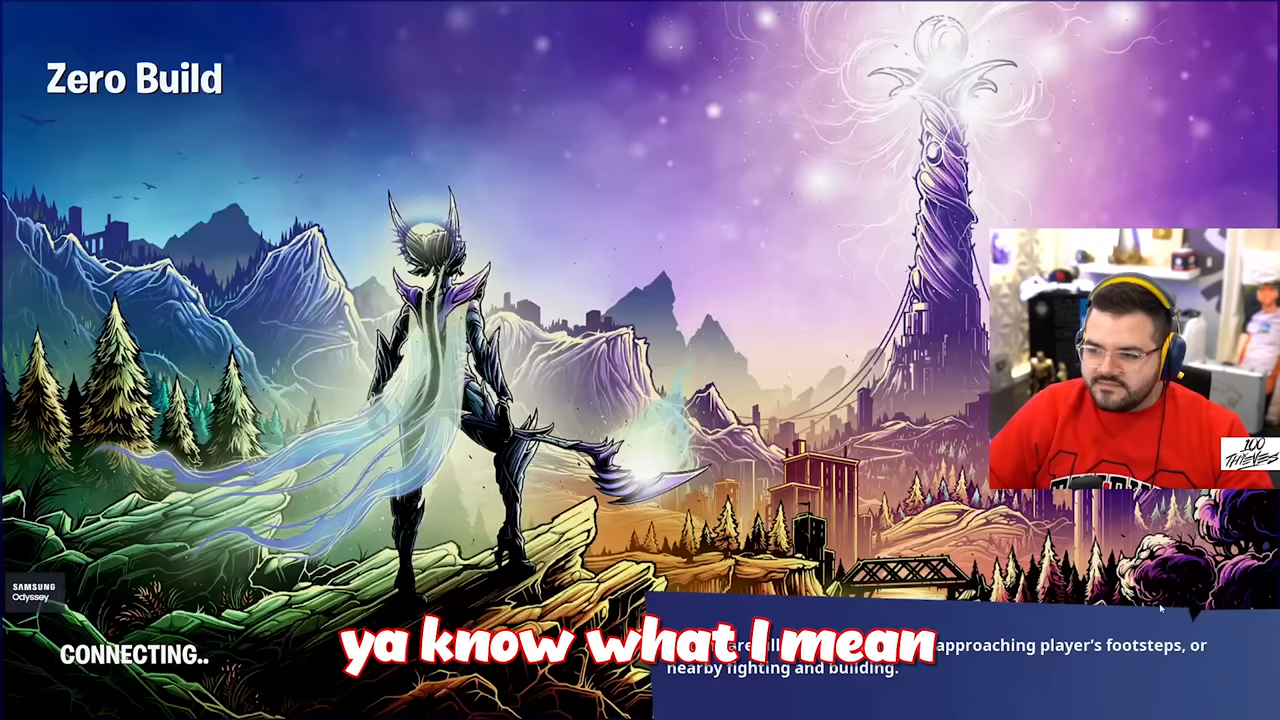 Zero Build
100
THIEVES
SAMSUNG
Odyssey
CONNECTING..
ya know what I mean
approaching player's footsteps, or
nearby fighting and building.